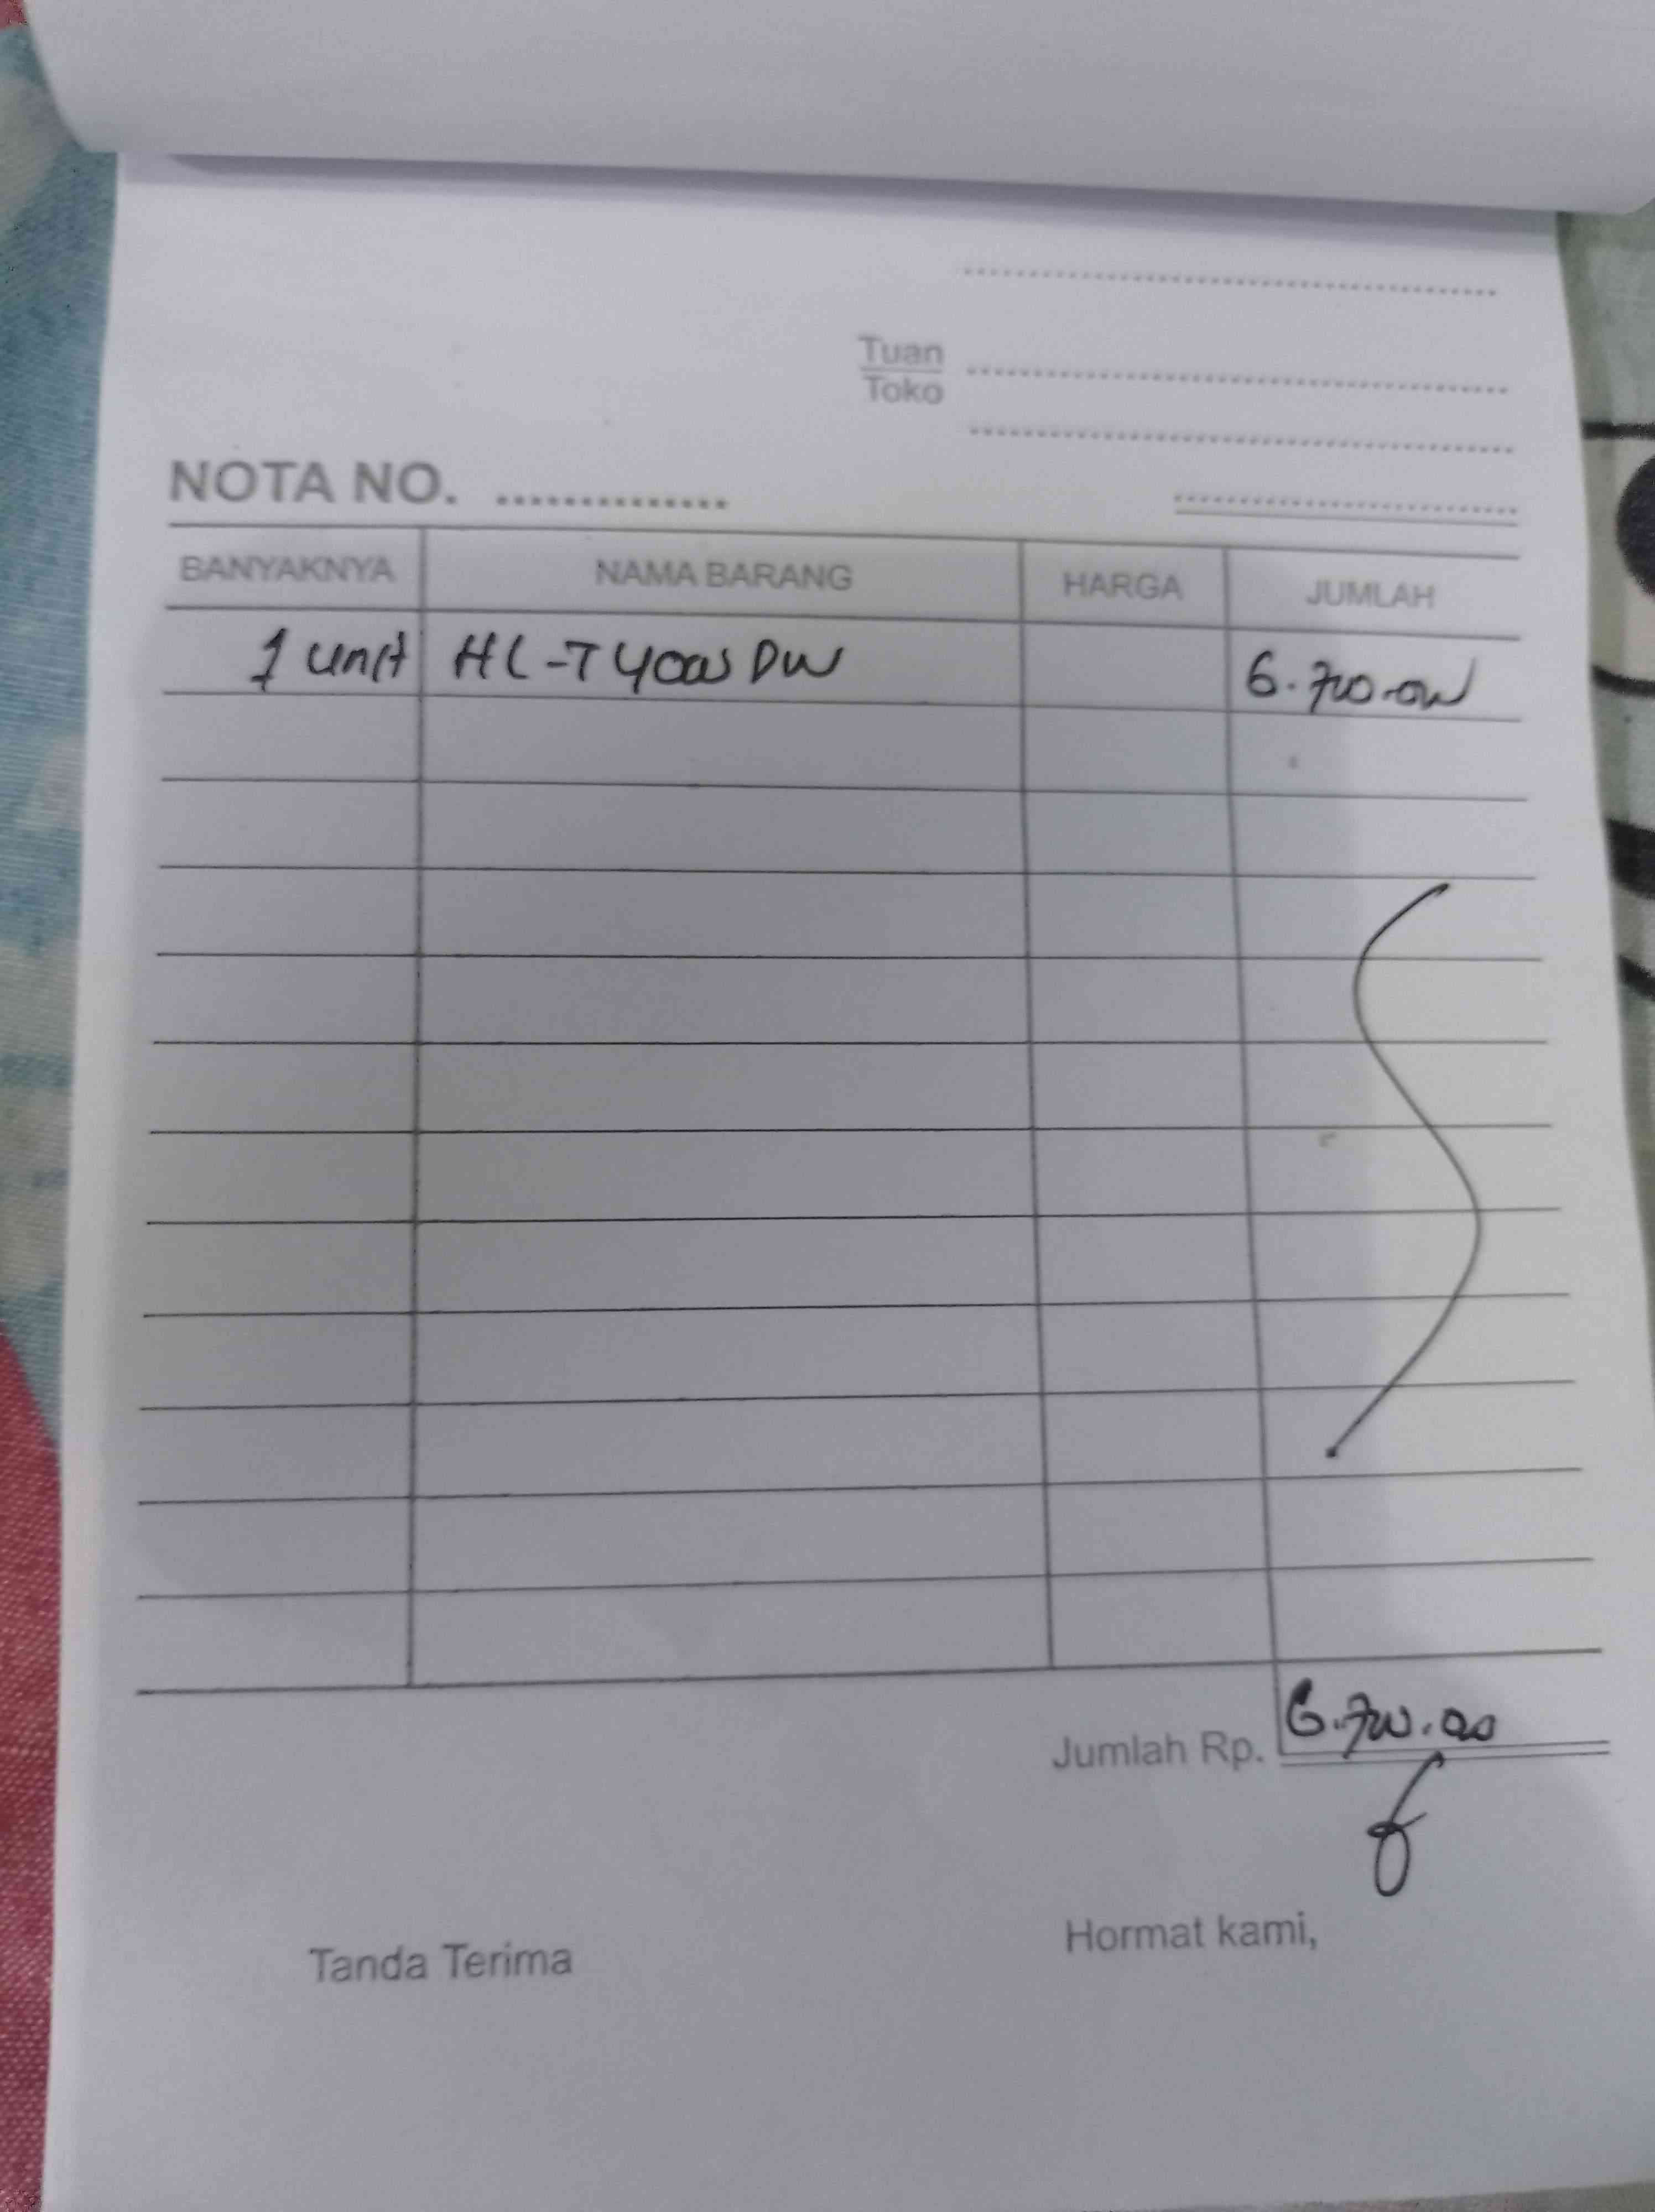 Tuan
Toko
NOTA NO.
BANYAKNYA NAMA BARANG HARGA JUMLAH
1 unit HL-T4000DW 6.700.000
Jumlah Rp. 6.700.000
Tanda Terima Hormat kami,